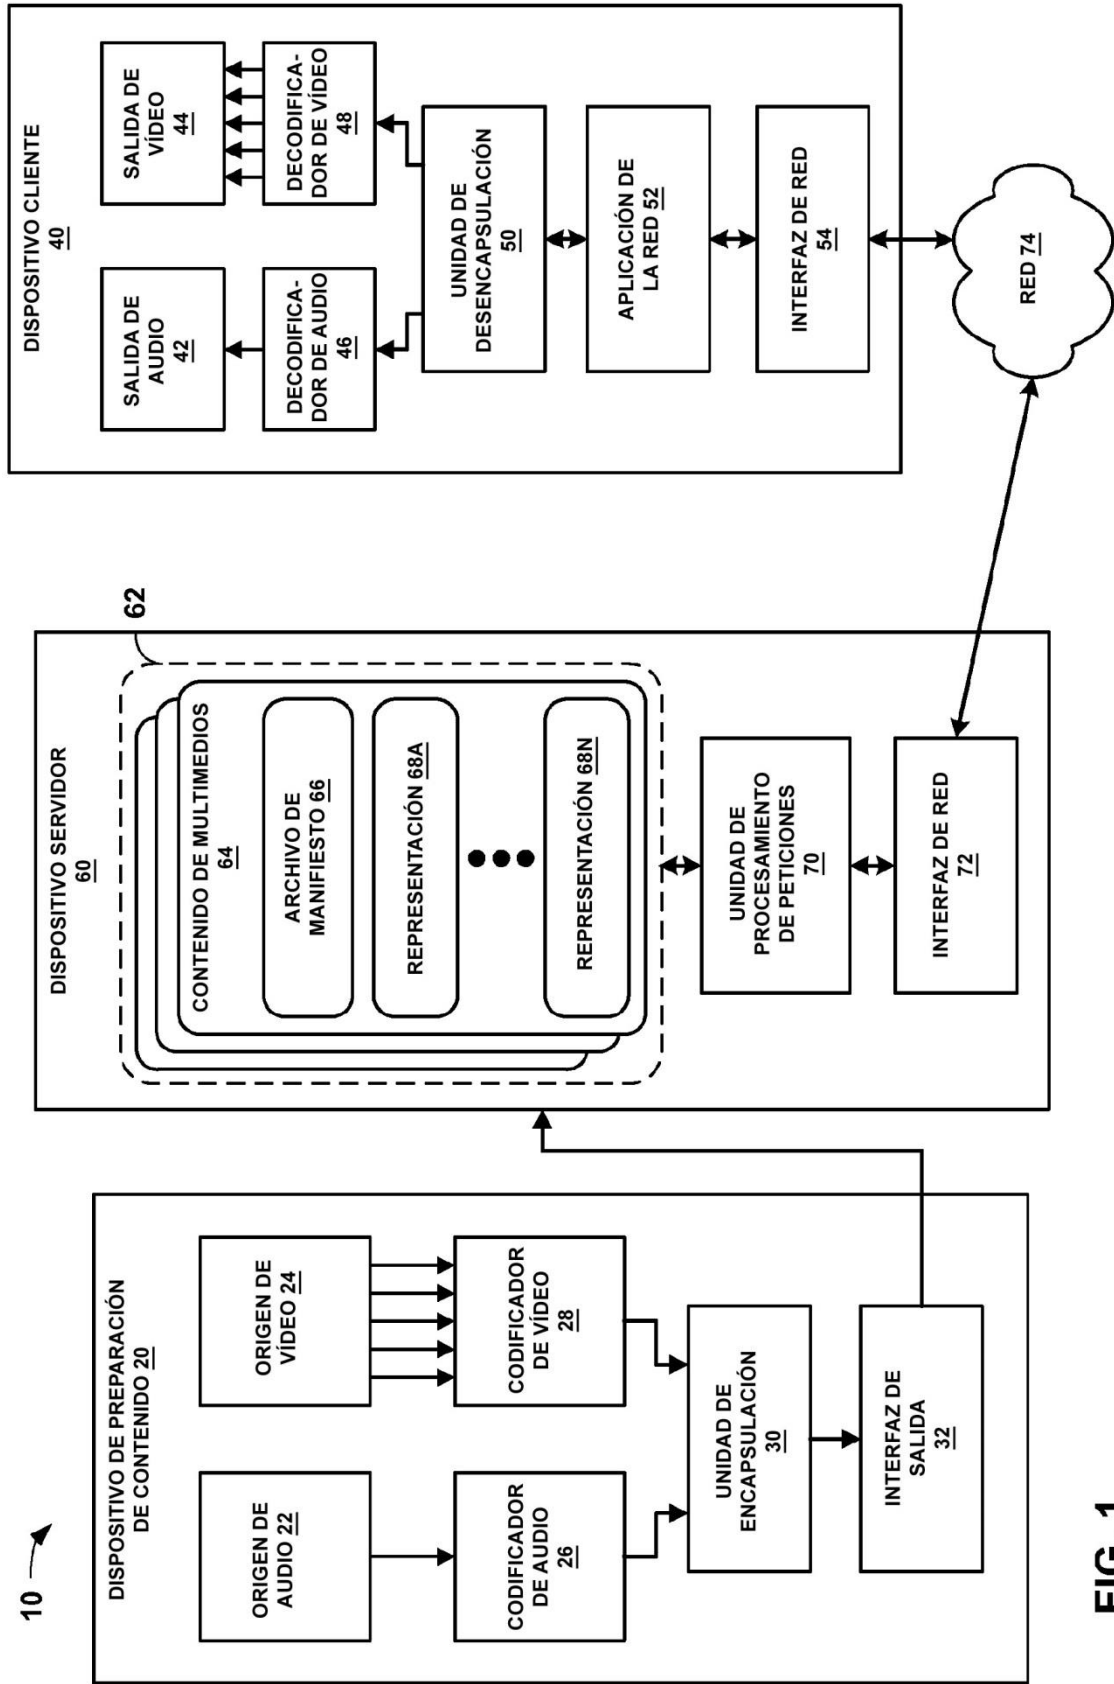 10
DISPOSITIVO DE PREPARACIÓN
DE CONTENIDO 20
ORIGEN DE
AUDIO 22
ORIGEN DE
VÍDEO 24
CODIFICADOR
DE AUDIO
26
CODIFICADOR
DE VÍDEO
28
UNIDAD DE
ENCAPSULACIÓN
30
INTERFAZ DE
SALIDA
32
DISPOSITIVO SERVIDOR
60
62
CONTENIDO DE MULTIMEDIOS
64
ARCHIVO DE
MANIFIESTO 66
REPRESENTACIÓN 68A
REPRESENTACIÓN 68N
UNIDAD DE
PROCESAMIENTO
DE PETICIONES
70
INTERFAZ DE RED
72
DISPOSITIVO CLIENTE
40
SALIDA DE
AUDIO
42
SALIDA DE
VÍDEO
44
DECODIFICA-
DOR DE AUDIO
46
DECODIFICA-
DOR DE VÍDEO
48
UNIDAD DE
DESENCAPSULACIÓN
50
APLICACIÓN DE
LA RED 52
INTERFAZ DE RED
54
RED 74
FIG. 1